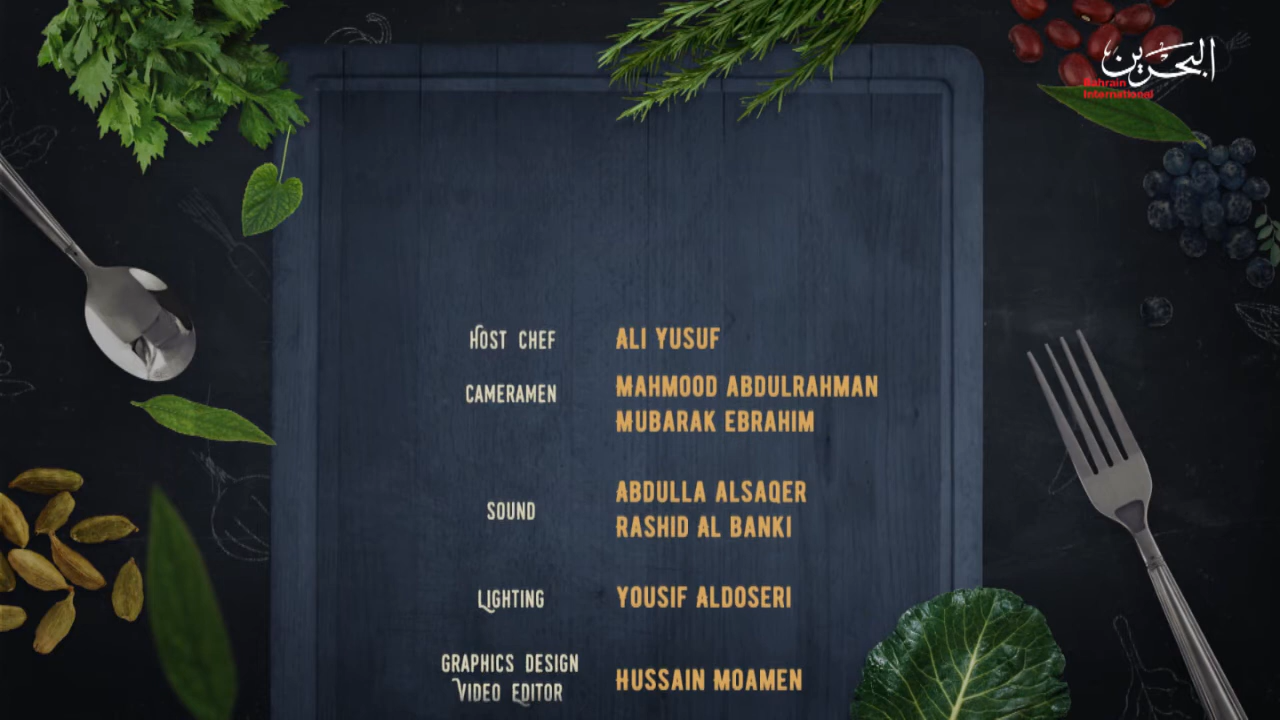 البحرين
Bahrain
International
HOST CHEF ALI YUSUF
CAMERAMEN MAHMOOD ABDULRAHMAN
MUBARAK EBRAHIM
SOUND ABDULLA ALSAQER
RASHID AL BANKI
LIGHTING YOUSIF ALDOSERI
GRAPHICS DESIGN
VIDEO EDITOR HUSSAIN MOAMEN